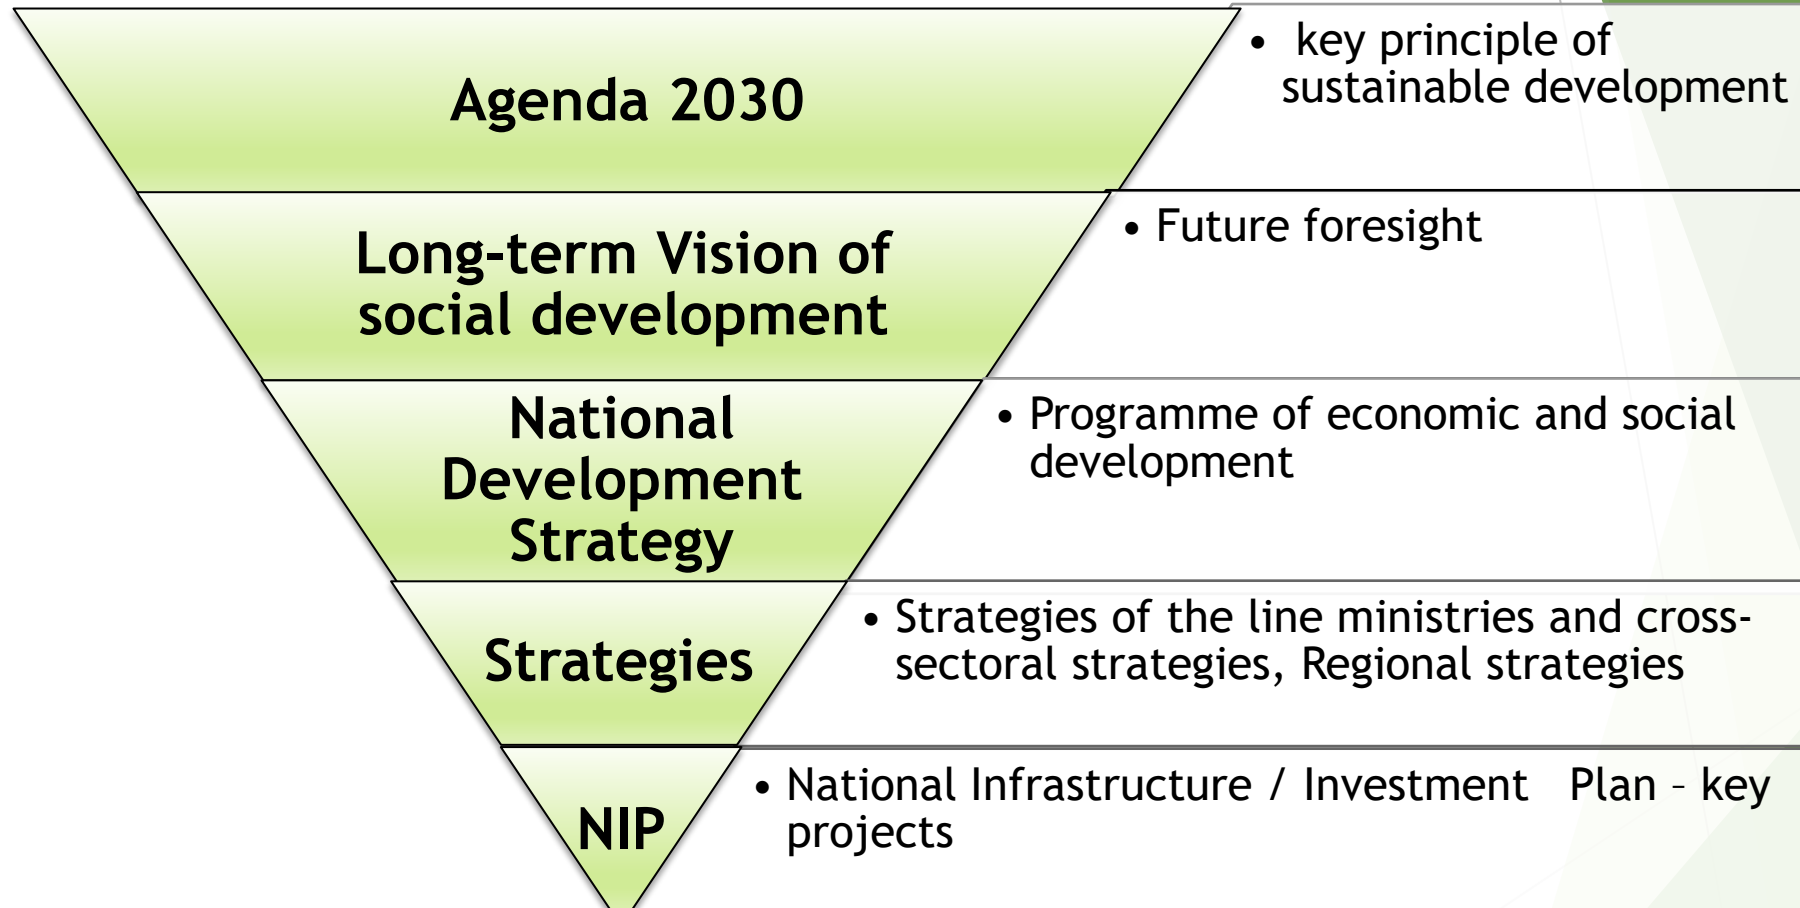 Agenda 2030
• key principle of
sustainable development
Long-term Vision of
social development
• Future foresight
National
Development
Strategy
• Programme of economic and social
development
Strategies
• Strategies of the line ministries and cross-
sectoral strategies, Regional strategies
NIP
• National Infrastructure / Investment Plan – key
projects